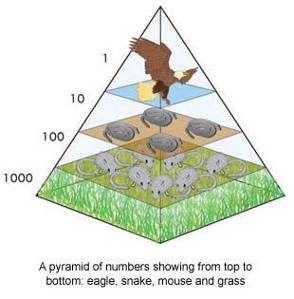 1
10
100
1000
A pyramid of numbers showing from top to
bottom: eagle, snake, mouse and grass